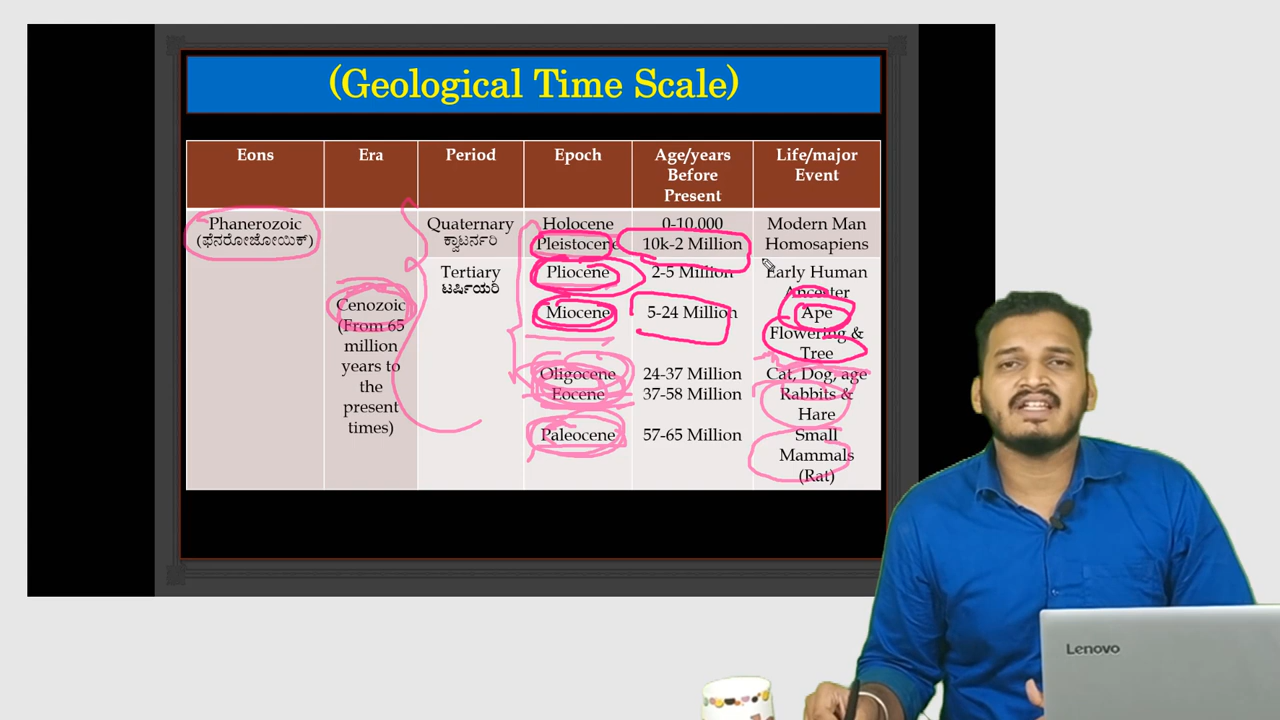 (Geological Time Scale)
Eons
Era
Period
Epoch
Age/years
Before
Present
Life/major
Event
Phanerozoic
(ಫೆನರೋಜೋಯಿಕ್)
Cenozoic
(From 65
million
years to
the
present
times)
Quaternary
ಕ್ವಾರ್ಟನರಿ
Holocene
Pleistocene
0-10,000
10k-2 Million
Modern Man
Homosapiens
Tertiary
ಟರ್ಷಿಯರಿ
Pliocene
Miocene
Oligocene
Eocene
Paleocene
2-5 Million
5-24 Million
24-37 Million
37-58 Million
57-65 Million
Early Human
Ancester
Ape
Flowering &
Tree
Cat, Dog, age
Rabbits &
Hare
Small
Mammals
(Rat)
Lenovo